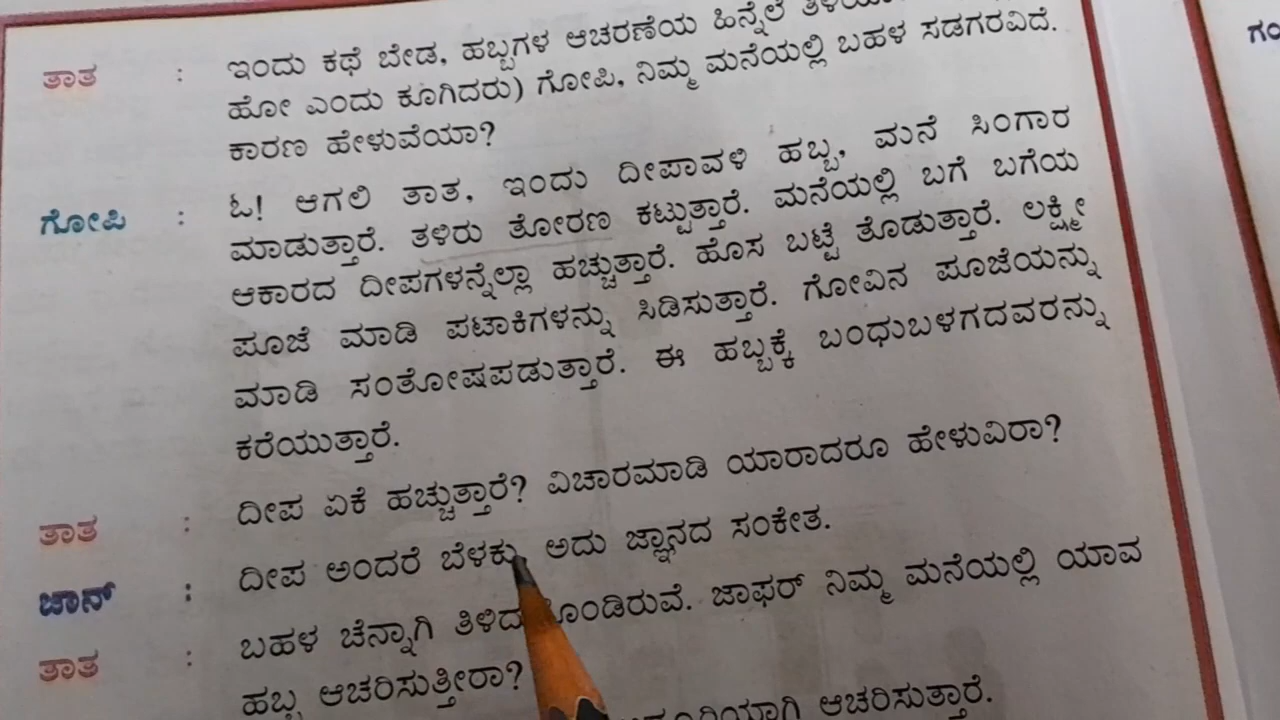 ತಾತ : ಇಂದು ಕಥೆ ಬೇಡ, ಹಬ್ಬಗಳ ಆಚರಣೆಯ ಹಿನ್ನೆಲೆ
ಹೋ ಎಂದು ಕೂಗಿದರು) ಗೋಪಿ, ನಿಮ್ಮ ಮನೆಯಲ್ಲಿ ಬಹಳ ಸಡಗರವಿದೆ.
ಕಾರಣ ಹೇಳುವೆಯಾ?
ಗೋಪಿ : ಓ! ಆಗಲಿ ತಾತ, ಇಂದು ದೀಪಾವಳಿ ಹಬ್ಬ, ಮನೆ ಸಿಂಗಾರ
ಮಾಡುತ್ತಾರೆ. ತಳಿರು ತೋರಣ ಕಟ್ಟುತ್ತಾರೆ. ಮನೆಯಲ್ಲಿ ಬಗೆ ಬಗೆಯ
ಆಕಾರದ ದೀಪಗಳನ್ನೆಲ್ಲಾ ಹಚ್ಚುತ್ತಾರೆ. ಹೊಸ ಬಟ್ಟೆ ತೊಡುತ್ತಾರೆ. ಲಕ್ಷ್ಮೀ
ಪೂಜೆ ಮಾಡಿ ಪಟಾಕಿಗಳನ್ನು ಸಿಡಿಸುತ್ತಾರೆ. ಗೋವಿನ ಪೂಜೆಯನ್ನು
ಮಾಡಿ ಸಂತೋಷಪಡುತ್ತಾರೆ. ಈ ಹಬ್ಬಕ್ಕೆ ಬಂಧುಬಳಗದವರನ್ನು
ಕರೆಯುತ್ತಾರೆ.
ತಾತ : ದೀಪ ಏಕೆ ಹಚ್ಚುತ್ತಾರೆ? ವಿಚಾರಮಾಡಿ ಯಾರಾದರೂ ಹೇಳುವಿರಾ?
ಜಾನ್ : ದೀಪ ಅಂದರೆ ಬೆಳಕು ಅದು ಜ್ಞಾನದ ಸಂಕೇತ.
ತಾತ : ಬಹಳ ಚೆನ್ನಾಗಿ ಜಾಫರ್ ನಿಮ್ಮ ಮನೆಯಲ್ಲಿ ಯಾವ
ಹಬ್ಬ ಆಚರಿಸುತ್ತೀರಾ?
ಆಚರಿಸುತ್ತಾರೆ.